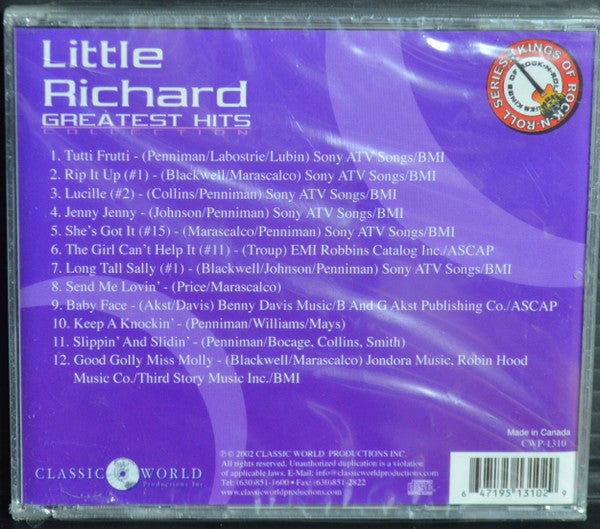 Little
Richard
GREATEST HITS
COLLECTION
SERIES • KINGS OF ROCK-N-ROLL
KINGS OF ROCK-N-ROLL
1. Tutti Frutti - (Penniman/Labostrie/Lubin) Sony ATV Songs/BMI
2. Rip It Up (#1) - (Blackwell/Marascalco) Sony ATV Songs/BMI
3. Lucille (#2) - (Collins/Penniman) Sony ATV Songs/BMI
4. Jenny Jenny - (Johnson/Penniman) Sony ATV Songs/BMI
5. She's Got It (#15) - (Marascalco/Penniman) Sony ATV Songs/BMI
6. The Girl Can't Help It (#11) - (Troup) EMI Robbins Catalog Inc./ASCAP
7. Long Tall Sally (#1) - (Blackwell/Johnson/Penniman) Sony ATV Songs/BMI
8. Send Me Lovin' - (Price/Marascalco)
9. Baby Face - (Akst/Davis) Benny Davis Music/B And G Akst Publishing Co./ASCAP
10. Keep A Knockin' - (Penniman/Williams/Mays)
11. Slippin' And Slidin' - (Penniman/Bocage, Collins, Smith)
12. Good Golly Miss Molly - (Blackwell/Marascalco) Jondora Music, Robin Hood
Music Co./Third Story Music Inc./BMI
Made in Canada
CWP-1310
CLASSIC WORLD
Productions Inc.
℗© 2002 CLASSIC WORLD PRODUCTIONS INC.
All rights reserved. Unauthorized duplication is a violation
of applicable laws. E-Mail: info@classicworldproductions.com
Tel: (630)851-1600 • Fax:(630)851-2822
www.classicworldproductions.com
6 47195 13102 9